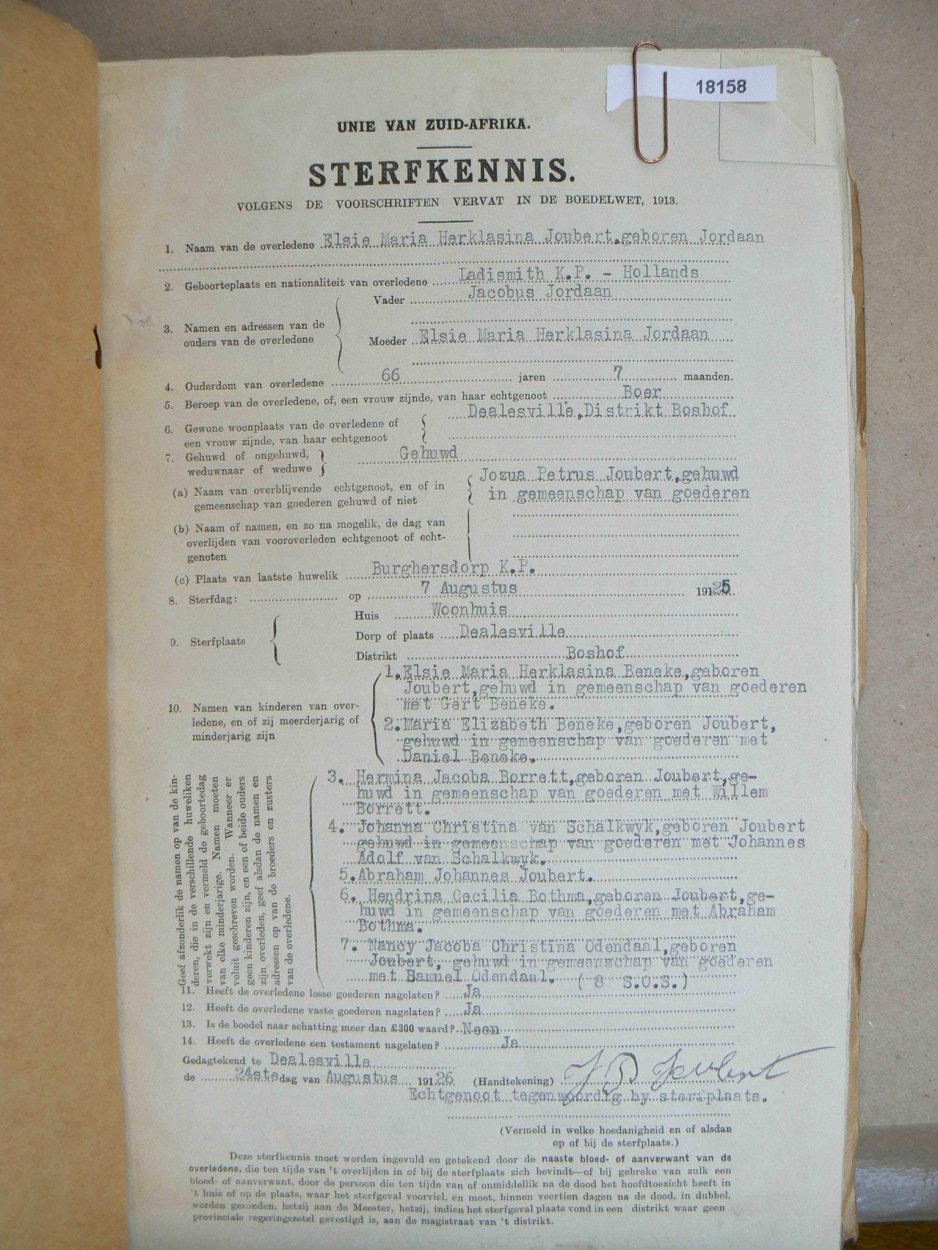 18158
UNIE VAN ZUID-AFRIKA.
STERFKENNIS.
VOLGENS DE VOORSCHRIFTEN VERVAT IN DE BOEDELWET, 1913.
1. Naam van de overledene Elsie Maria Herklasina Joubert, geboren Jordaan
2. Geboorteplaats en nationaliteit van overledene Ladismith K.P. - Hollands
3. Namen en adressen van de ouders van de overledene
Vader Jacobus Jordaan
Moeder Elsie Maria Herklasina Jordaan
4. Ouderdom van overledene 66 jaren 7 maanden.
5. Beroep van de overledene, of, een vrouw zijnde, van haar echtgenoot Boer
6. Gewone woonplaats van de overledene of
een vrouw zijnde, van haar echtgenoot
Dealesville, Distrikt Boshof
7. Gehuwd of ongehuwd,
weduwnaar of weduwe
Gehuwd
(a) Naam van overblijvende echtgenoot, en of in
gemeenschap van goederen gehuwd of niet
Jozua Petrus Joubert, gehuwd
in gemeenschap van goederen
(b) Naam of namen, en zo na mogelik, de dag van
overlijden van vooroverleden echtgenoot of echt-
genoten
(c) Plaats van laatste huwelik Burghersdorp K.P.
8. Sterfdag: op 7 Augustus 1925
9. Sterfplaats
Huis Woonhuis
Dorp of plaats Dealesville
Distrikt Boshof
10. Namen van kinderen van over-
ledene, en of zij meerderjarig of
minderjarig zijn
1. Elsie Maria Herklasina Beneke, geboren
Joubert, gehuwd in gemeenschap van goederen
met Gert Beneke.
2. Maria Elizabeth Beneke, geboren Joubert,
gehuwd in gemeenschap van goederen met
Daniel Beneke.
Geef afzonderlik de namen op van de kin-
deren, die in de verschillende huweliken
verwekt zijn en vermeld de geboortedag
van elke minderjarige. Namen moeten
voluit geschreven worden. Wanneer er
geen kinderen zijn, en een of beide ouders
zijn overleden, geef alsdan de namen en
adressen op van de broeders en zusters
van de overledene.
3. Hermina Jacoba Borrett, geboren Joubert, ge-
huwd in gemeenschap van goederen met Willem
Borrett.
4. Johanna Christina van Schalkwyk, geboren Joubert
gehuwd in gemeenschap van goederen met Johannes
Adolf van Schalkwyk.
5. Abraham Johannes Joubert.
6. Hendrina Cecilia Bothma, geboren Joubert, ge-
huwd in gemeenschap van goederen met Abraham
Bothma.
7. Nancy Jacoba Christina Odendaal, geboren
Joubert, gehuwd in gemeenschap van goederen
met Samuel Odendaal. ( 8 S.O.S.)
11. Heeft de overledene losse goederen nagelaten? Ja
12. Heeft de overledene vaste goederen nagelaten? Ja
13. Is de boedel naar schatting meer dan £300 waard? Neen
14. Heeft de overledene een testament nagelaten? Ja
Gedagtekend te Dealesville
de 24ste dag van Augustus 19126 (Handtekening) J P Joubert
Echtgenoot tegenwoordig by sterfplaats.
(Vermeld in welke hoedanigheid en of alsdan
op of bij de sterfplaats.)
Deze sterfkennis moet worden ingevuld en getekend door de naaste bloed- of aanverwant van de
overledene, die ten tijde van 't overlijden in of bij de sterfplaats zich bevindt—of bij gebreke van zulk een
bloed- of aanverwant, door de persoon die ten tijde van of onmiddellik na de dood het hoofdtoezicht heeft in
't huis of op de plaats, waar het sterfgeval voorviel, en moet, binnen veertien dagen na de dood, in dubbel,
worden gezonden, hetzij aan de Meester, hetzij, indien het sterfgeval plaats vond in een distrikt waar geen
provinciale regeringszetel gevestigd is, aan de magistraat van 't distrikt.